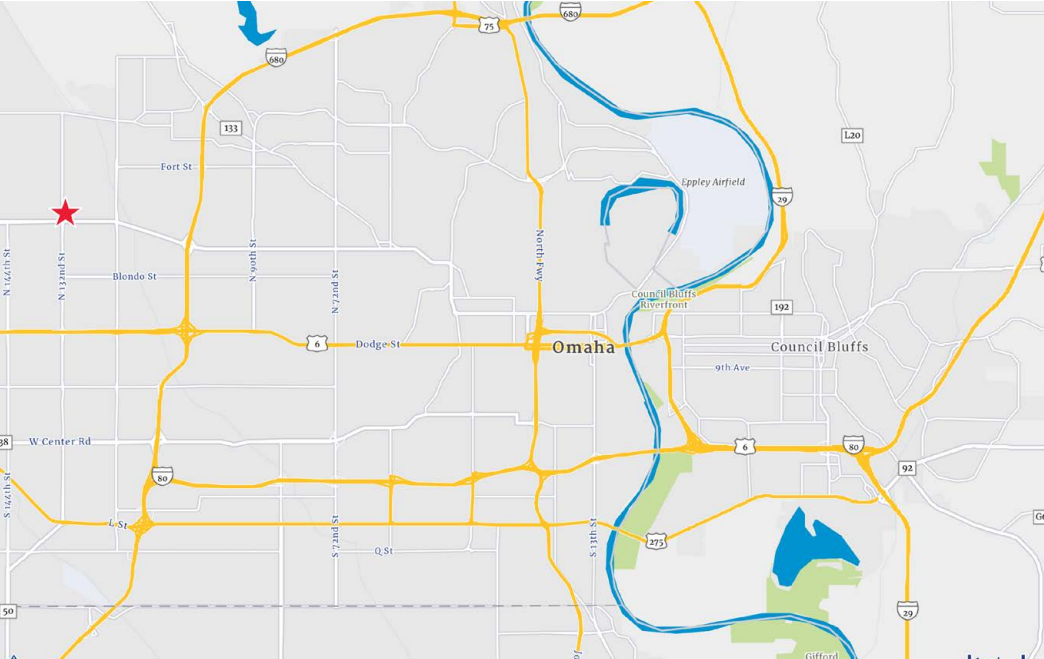 75
680
680
133
L20
Fort St
Eppley Airfield
29
N 144th St
N 132nd St
N 90th St
North Fwy
Blondo St
N 72nd St
Council Bluffs
Riverfront
192
6
Dodge St
Omaha
Council Bluffs
9th Ave
38
W Center Rd
6
80
92
80
S 144th St
L St
S 72nd St
S 13th St
275
Q St
50
29
Gifford